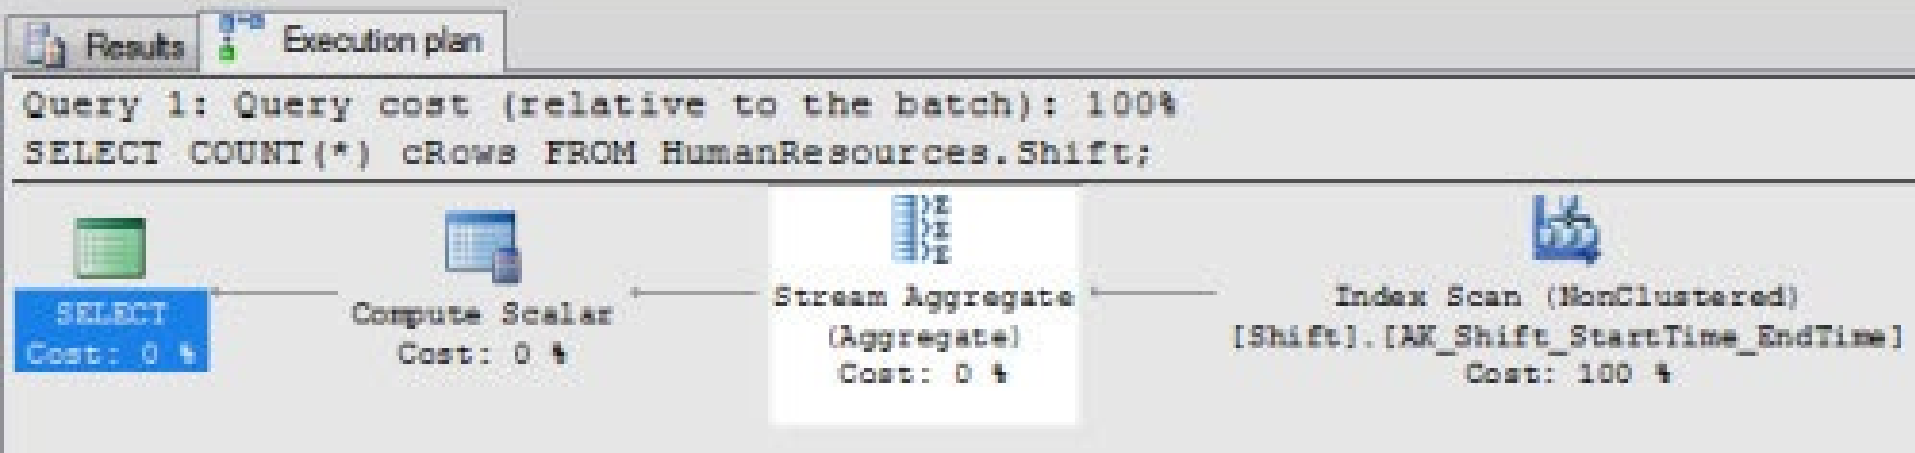 Results
Execution plan
Query 1: Query cost (relative to the batch): 100%
SELECT COUNT(*) cRows FROM HumanResources.Shift;
SELECT
Cost: 0 %
Compute Scalar
Cost: 0 %
Stream Aggregate
(Aggregate)
Cost: 0 %
Index Scan (NonClustered)
[Shift].[AK_Shift_StartTime_EndTime]
Cost: 100 %